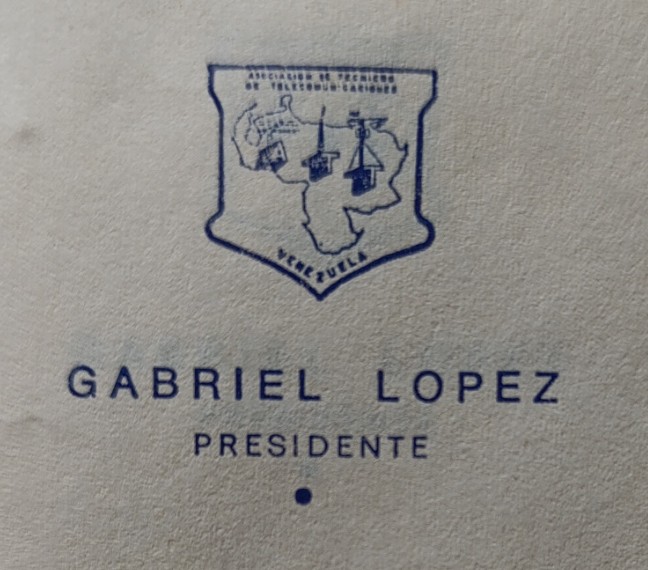 ASOCIACION DE TECNICOS
DE TELECOMUNICACIONES
VENEZUELA
GABRIEL LOPEZ
PRESIDENTE